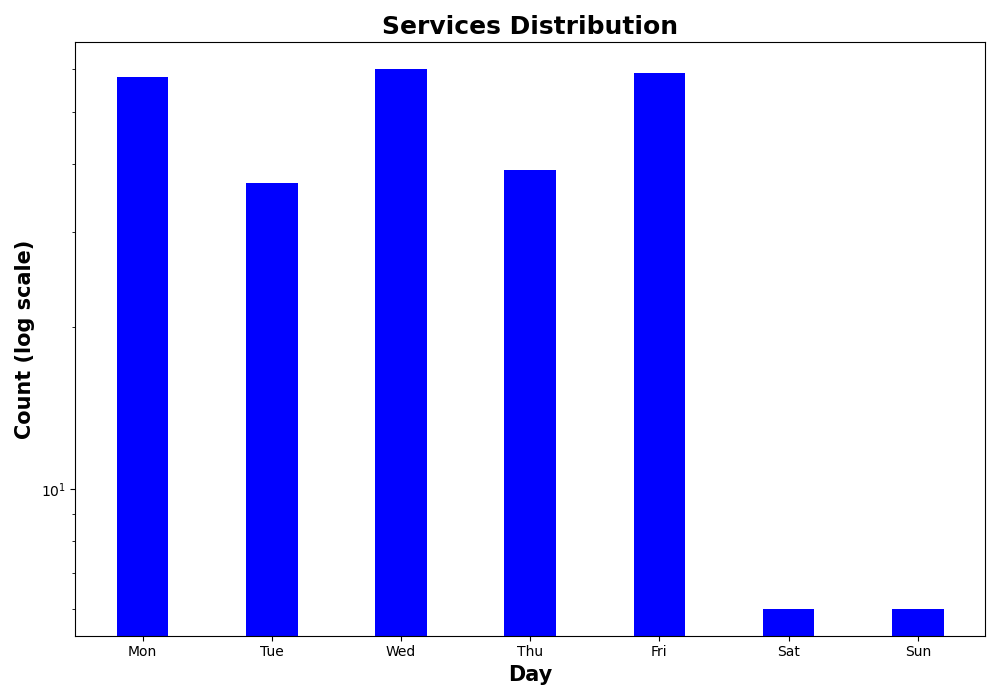 Services Distribution
Count (log scale)
10¹
Mon Tue Wed Thu Fri Sat Sun
Day